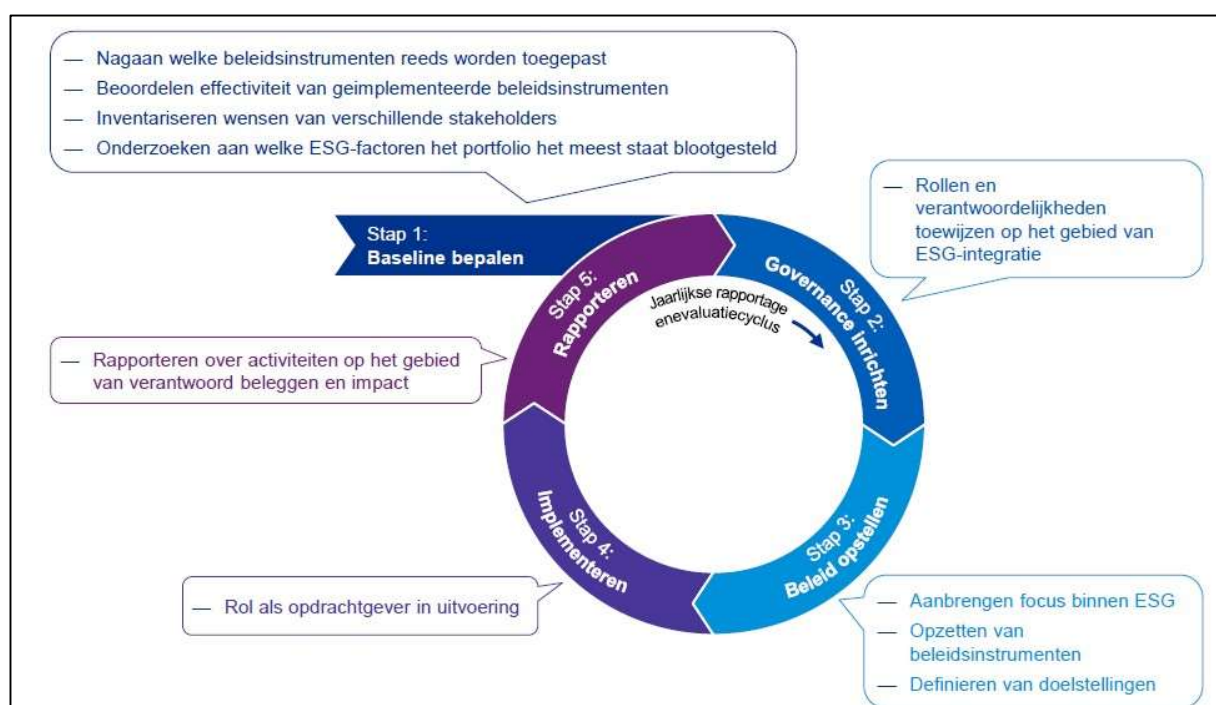 — Nagaan welke beleidsinstrumenten reeds worden toegepast
— Beoordelen effectiviteit van geimplementeerde beleidsinstrumenten
— Inventariseren wensen van verschillende stakeholders
— Onderzoeken aan welke ESG-factoren het portfolio het meest staat blootgesteld
Stap 1:
Baseline bepalen
— Rollen en
verantwoordelijkheden
toewijzen op het gebied van
ESG-integratie
Stap 2:
Governance inrichten
Jaarlijkse rapportage
enevaluatiecyclus
Stap 5:
Rapporteren
— Rapporteren over activiteiten op het gebied
van verantwoord beleggen en impact
Stap 4:
Implementeren
— Rol als opdrachtgever in uitvoering
Stap 3:
Beleid opstellen
— Aanbrengen focus binnen ESG
— Opzetten van
beleidsinstrumenten
— Definieren van doelstellingen